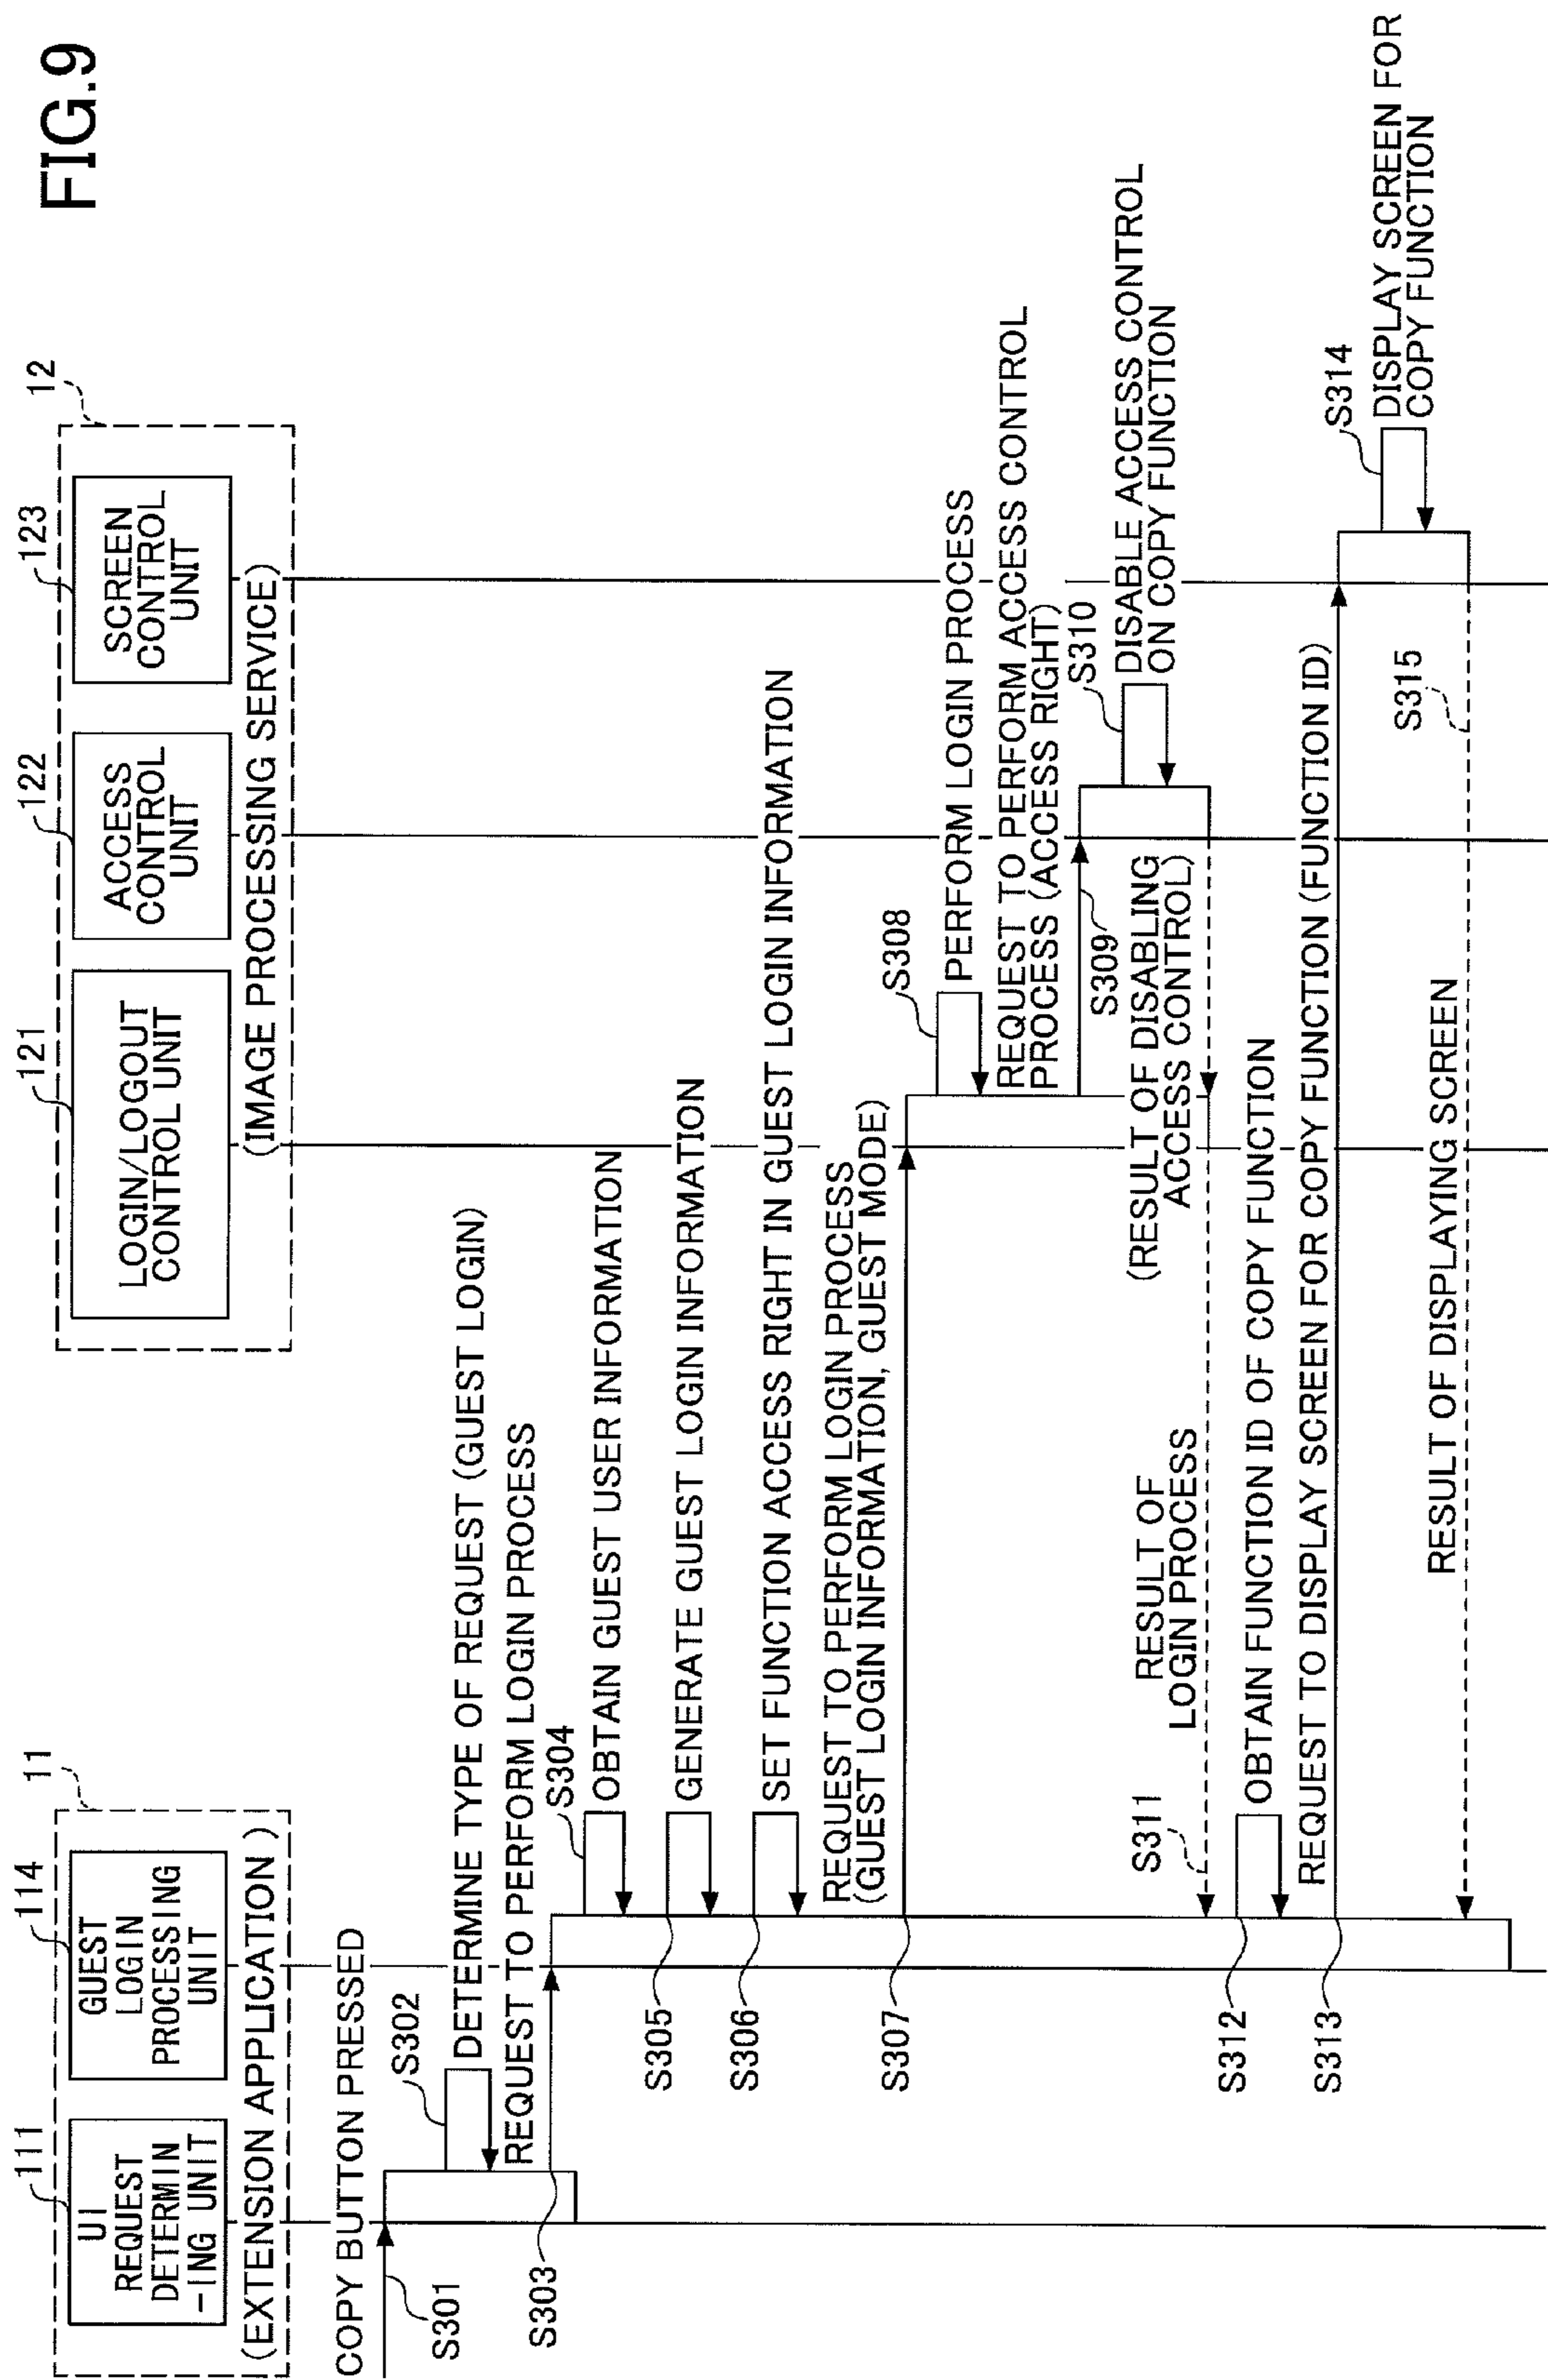 FIG.9
11
111
UI
REQUEST
DETERMIN
-ING UNIT
114
GUEST
LOGIN
PROCESSING
UNIT
(EXTENSION APPLICATION )
12
121
LOGIN/LOGOUT
CONTROL UNIT
122
ACCESS
CONTROL
UNIT
123
SCREEN
CONTROL
UNIT
(IMAGE PROCESSING SERVICE)
COPY BUTTON PRESSED
S301
S302
DETERMINE TYPE OF REQUEST (GUEST LOGIN)
REQUEST TO PERFORM LOGIN PROCESS
S303
S304
OBTAIN GUEST USER INFORMATION
S305
GENERATE GUEST LOGIN INFORMATION
S306
SET FUNCTION ACCESS RIGHT IN GUEST LOGIN INFORMATION
REQUEST TO PERFORM LOGIN PROCESS
(GUEST LOGIN INFORMATION, GUEST MODE)
S307
S308
PERFORM LOGIN PROCESS
REQUEST TO PERFORM ACCESS CONTROL
PROCESS (ACCESS RIGHT)
S309
S310
DISABLE ACCESS CONTROL
ON COPY FUNCTION
(RESULT OF DISABLING
ACCESS CONTROL)
RESULT OF
LOGIN PROCESS
S311
S312
OBTAIN FUNCTION ID OF COPY FUNCTION
REQUEST TO DISPLAY SCREEN FOR COPY FUNCTION (FUNCTION ID)
S313
S314
DISPLAY SCREEN FOR
COPY FUNCTION
S315
RESULT OF DISPLAYING SCREEN